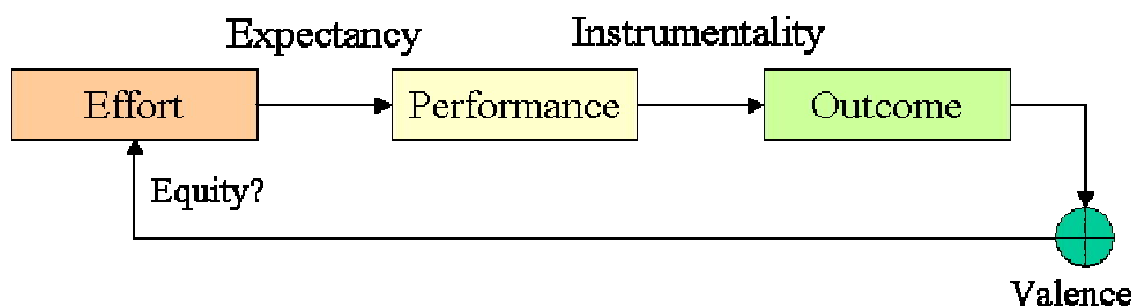 Expectancy
Instrumentality
Effort
Performance
Outcome
Equity?
Valence